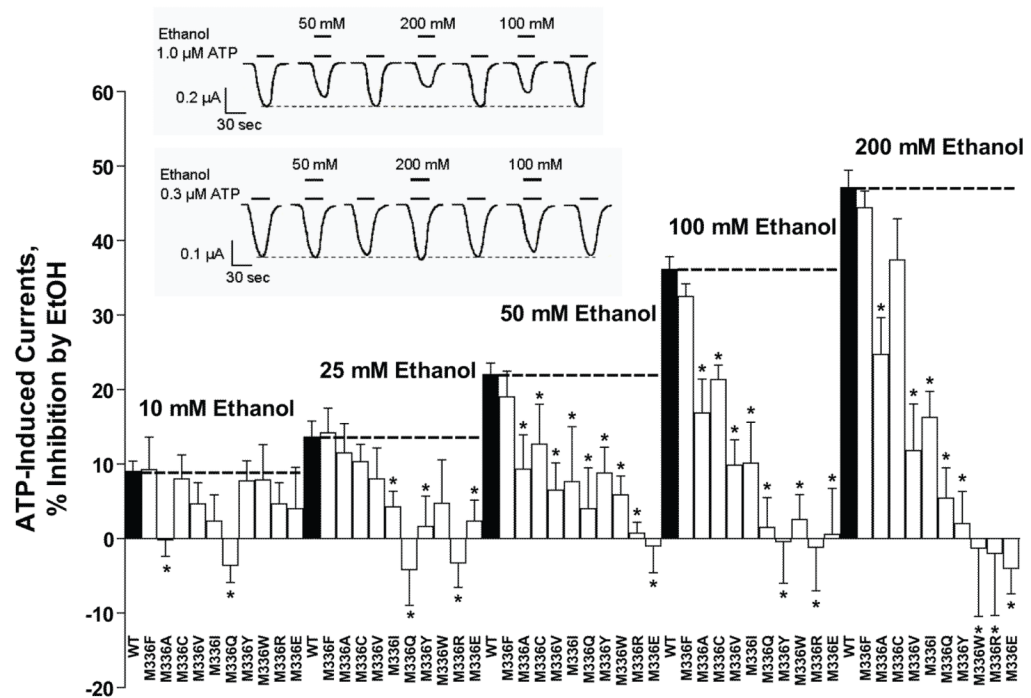 50 mM 200 mM 100 mM
Ethanol
1.0 µM ATP
0.2 µA
30 sec
50 mM 200 mM 100 mM
Ethanol
0.3 µM ATP
0.1 µA
30 sec
ATP-Induced Currents,
% Inhibition by EtOH
60
50
40
30
20
10
0
-10
-20
10 mM Ethanol
25 mM Ethanol
50 mM Ethanol
100 mM Ethanol
200 mM Ethanol
* * * * * * * * * * * * * * * * * * * * * * * * * * * * * * * * *
WT
M336F
M336A
M336C
M336V
M336I
M336Q
M336Y
M336W
M336R
M336E
WT
M336F
M336A
M336C
M336V
M336I
M336Q
M336Y
M336W
M336R
M336E
WT
M336F
M336A
M336C
M336V
M336I
M336Q
M336Y
M336W
M336R
M336E
WT
M336F
M336A
M336C
M336V
M336I
M336Q
M336Y
M336W
M336R
M336E
WT
M336F
M336A
M336C
M336V
M336I
M336Q
M336Y
M336W*
M336R*
M336E